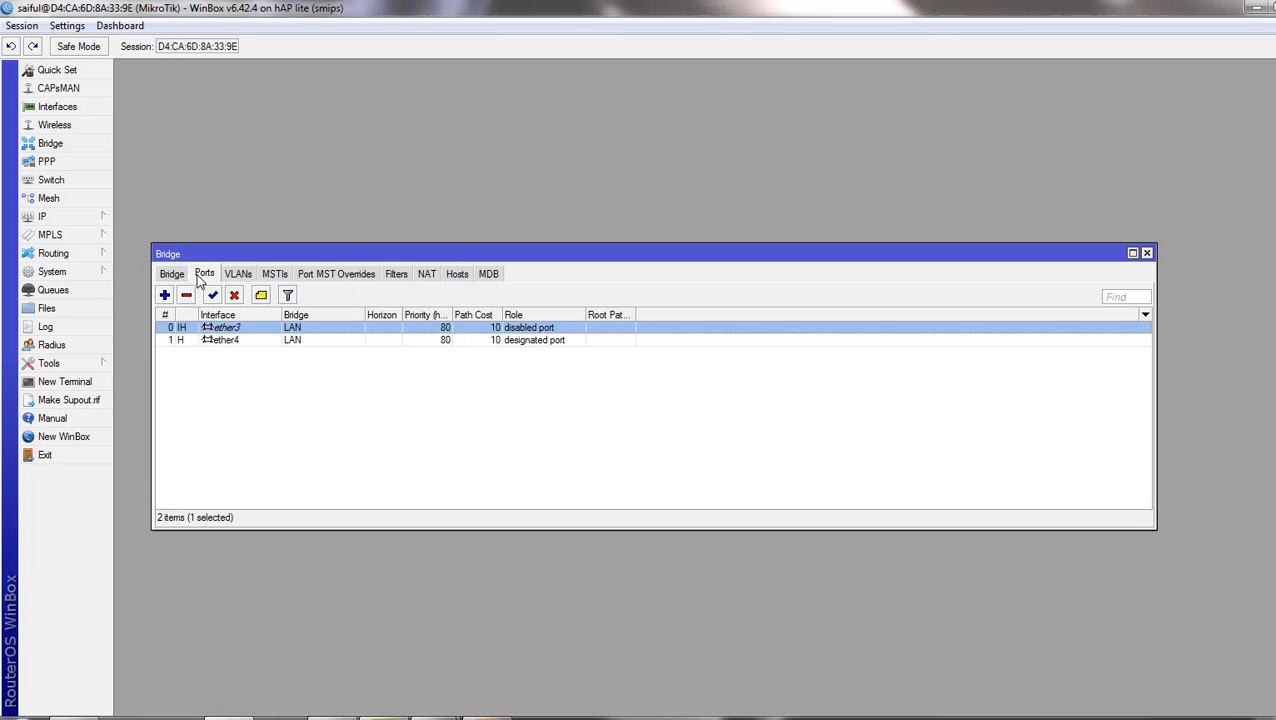 saiful@D4:CA:6D:8A:33:9E (MikroTik) - WinBox v6.42.4 on hAP lite (smips)
Session Settings Dashboard
Safe Mode Session: D4:CA:6D:8A:33:9E
Quick Set
CAPsMAN
Interfaces
Wireless
Bridge
PPP
Switch
Mesh
IP
MPLS
Routing
System
Queues
Files
Log
Radius
Tools
New Terminal
Make Supout.rif
Manual
New WinBox
Exit
RouterOS WinBox
Bridge
Bridge Ports VLANs MSTIs Port MST Overrides Filters NAT Hosts MDB
Find
# Interface Bridge Horizon Priority (h... Path Cost Role Root Pat...
0 IH ether3 LAN 80 10 disabled port
1 H ether4 LAN 80 10 designated port
2 items (1 selected)